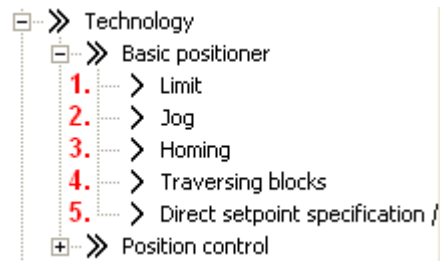 Technology
Basic positioner
1. Limit
2. Jog
3. Homing
4. Traversing blocks
5. Direct setpoint specification /
Position control